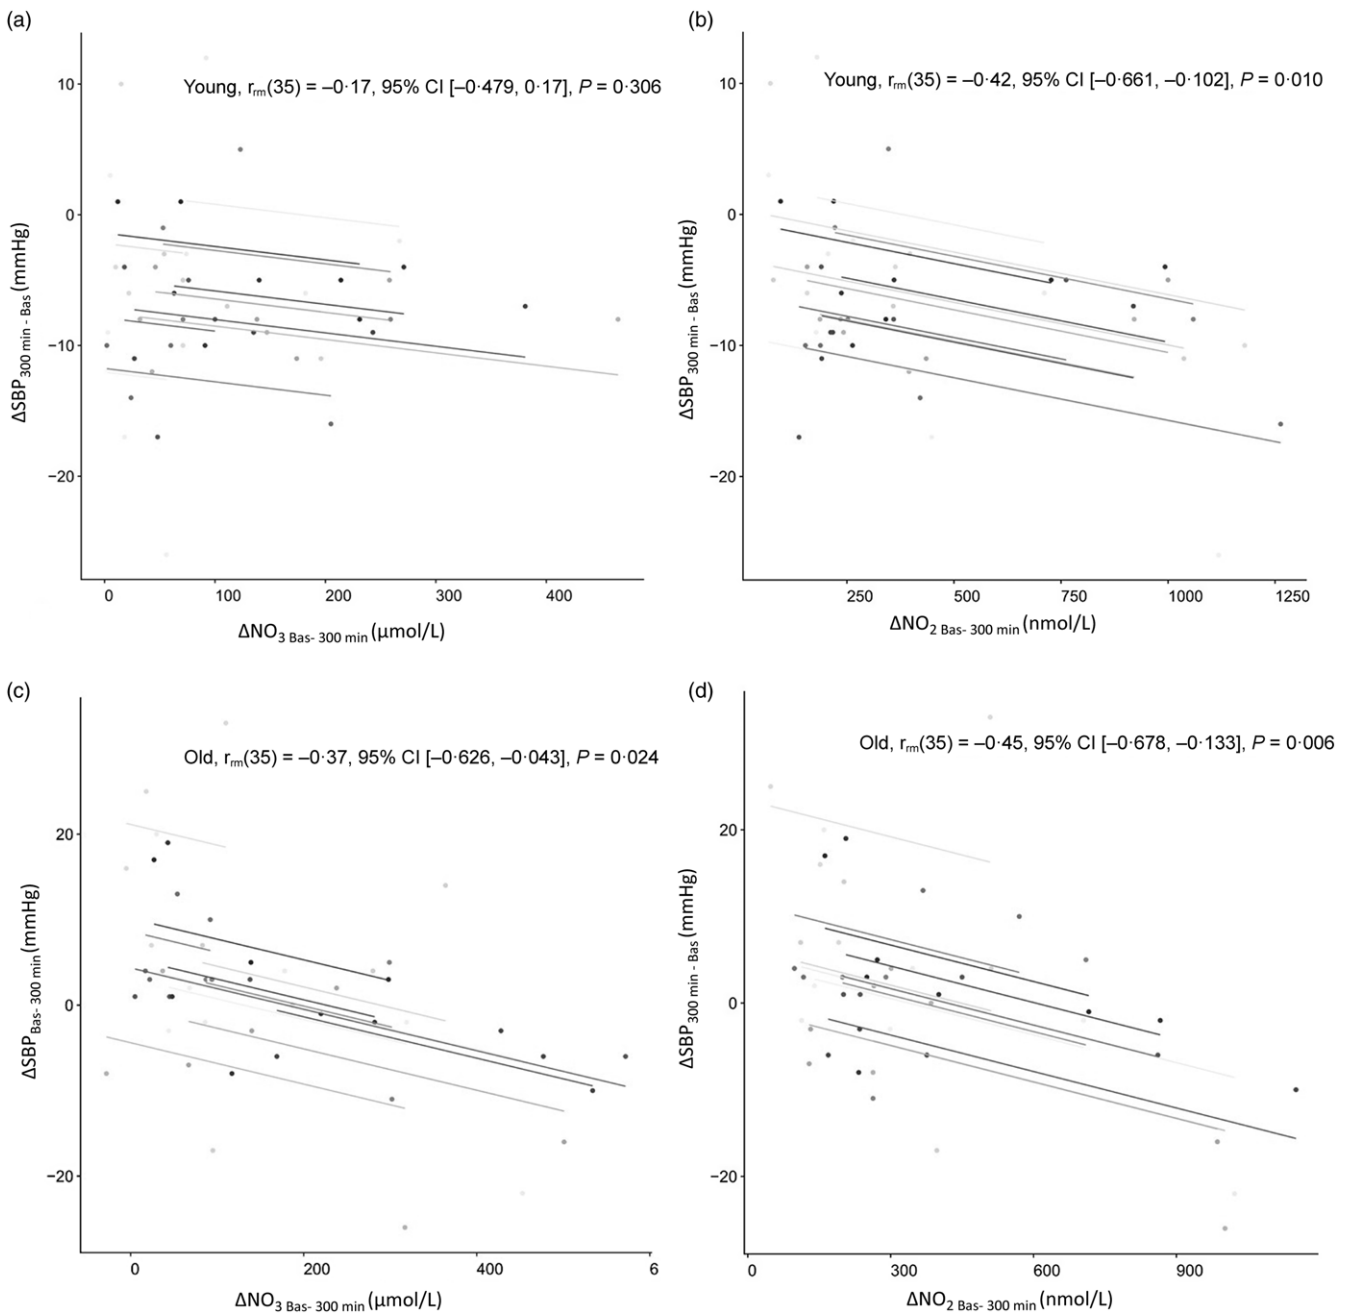 (a)
Young, rrm(35) = –0·17, 95% CI [–0·479, 0·17], P = 0·306
10
0
−10
−20
ΔSBP300 min - Bas (mmHg)
0 100 200 300 400
ΔNO3 Bas- 300 min (μmol/L)
(b)
Young, rrm(35) = –0·42, 95% CI [–0·661, –0·102], P = 0·010
10
0
−10
−20
ΔSBP300 min - Bas (mmHg)
250 500 750 1000 1250
ΔNO2 Bas- 300 min (nmol/L)
(c)
Old, rrm(35) = –0·37, 95% CI [–0·626, –0·043], P = 0·024
20
0
−20
ΔSBPBas- 300 min (mmHg)
0 200 400 6
ΔNO3 Bas- 300 min (μmol/L)
(d)
Old, rrm(35) = –0·45, 95% CI [–0·678, –0·133], P = 0·006
20
0
−20
ΔSBP300 min - Bas (mmHg)
0 300 600 900
ΔNO2 Bas- 300 min (nmol/L)